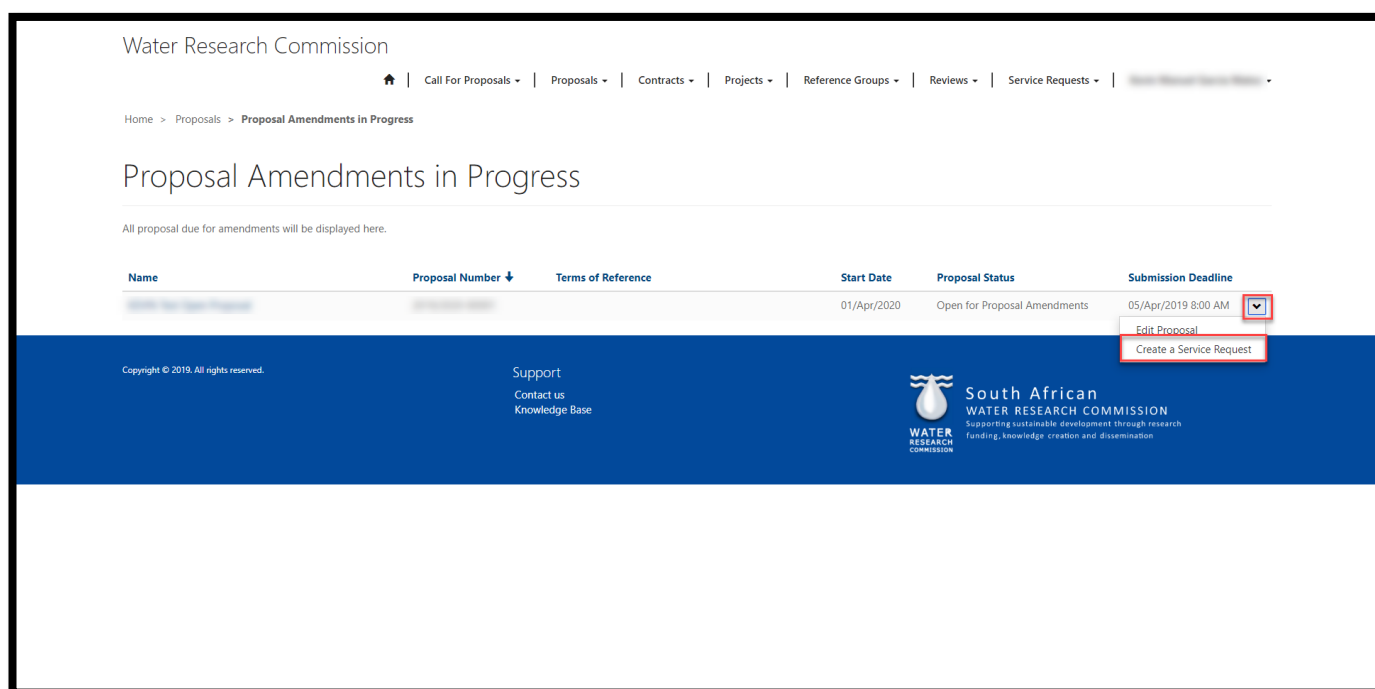 Water Research Commission
Call For Proposals | Proposals | Contracts | Projects | Reference Groups | Reviews | Service Requests |
Home > Proposals > Proposal Amendments in Progress
Proposal Amendments in Progress
All proposal due for amendments will be displayed here.
Name Proposal Number Terms of Reference Start Date Proposal Status Submission Deadline
01/Apr/2020 Open for Proposal Amendments 05/Apr/2019 8:00 AM
Edit Proposal
Create a Service Request
Copyright © 2019. All rights reserved.
Support
Contact us
Knowledge Base
WATER
RESEARCH
COMMISSION
South African
WATER RESEARCH COMMISSION
Supporting sustainable development through research
funding, knowledge creation and dissemination